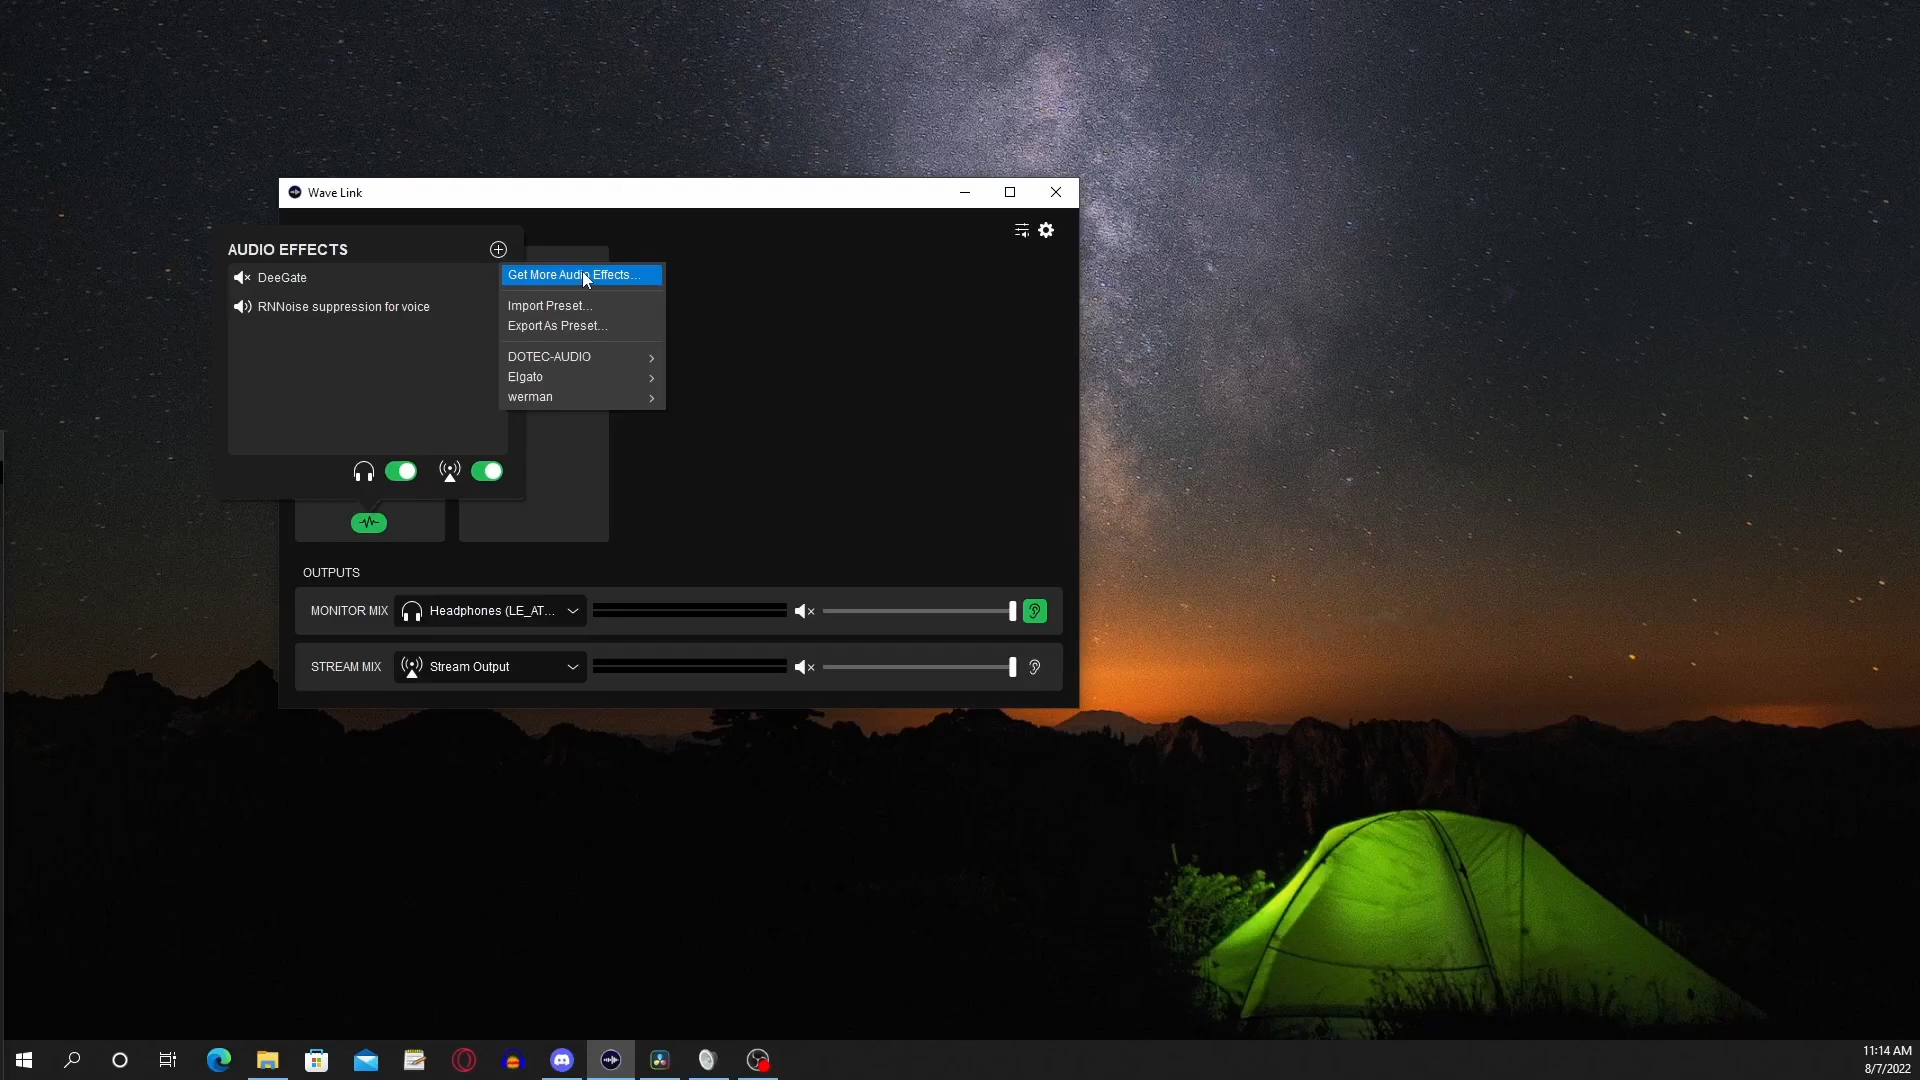 Wave Link
AUDIO EFFECTS
DeeGate
RNNoise suppression for voice
Get More Audio Effects...
Import Preset...
Export As Preset...
DOTEC-AUDIO
Elgato
werman
OUTPUTS
MONITOR MIX Headphones (LE_AT...
STREAM MIX Stream Output
11:14 AM
8/7/2022